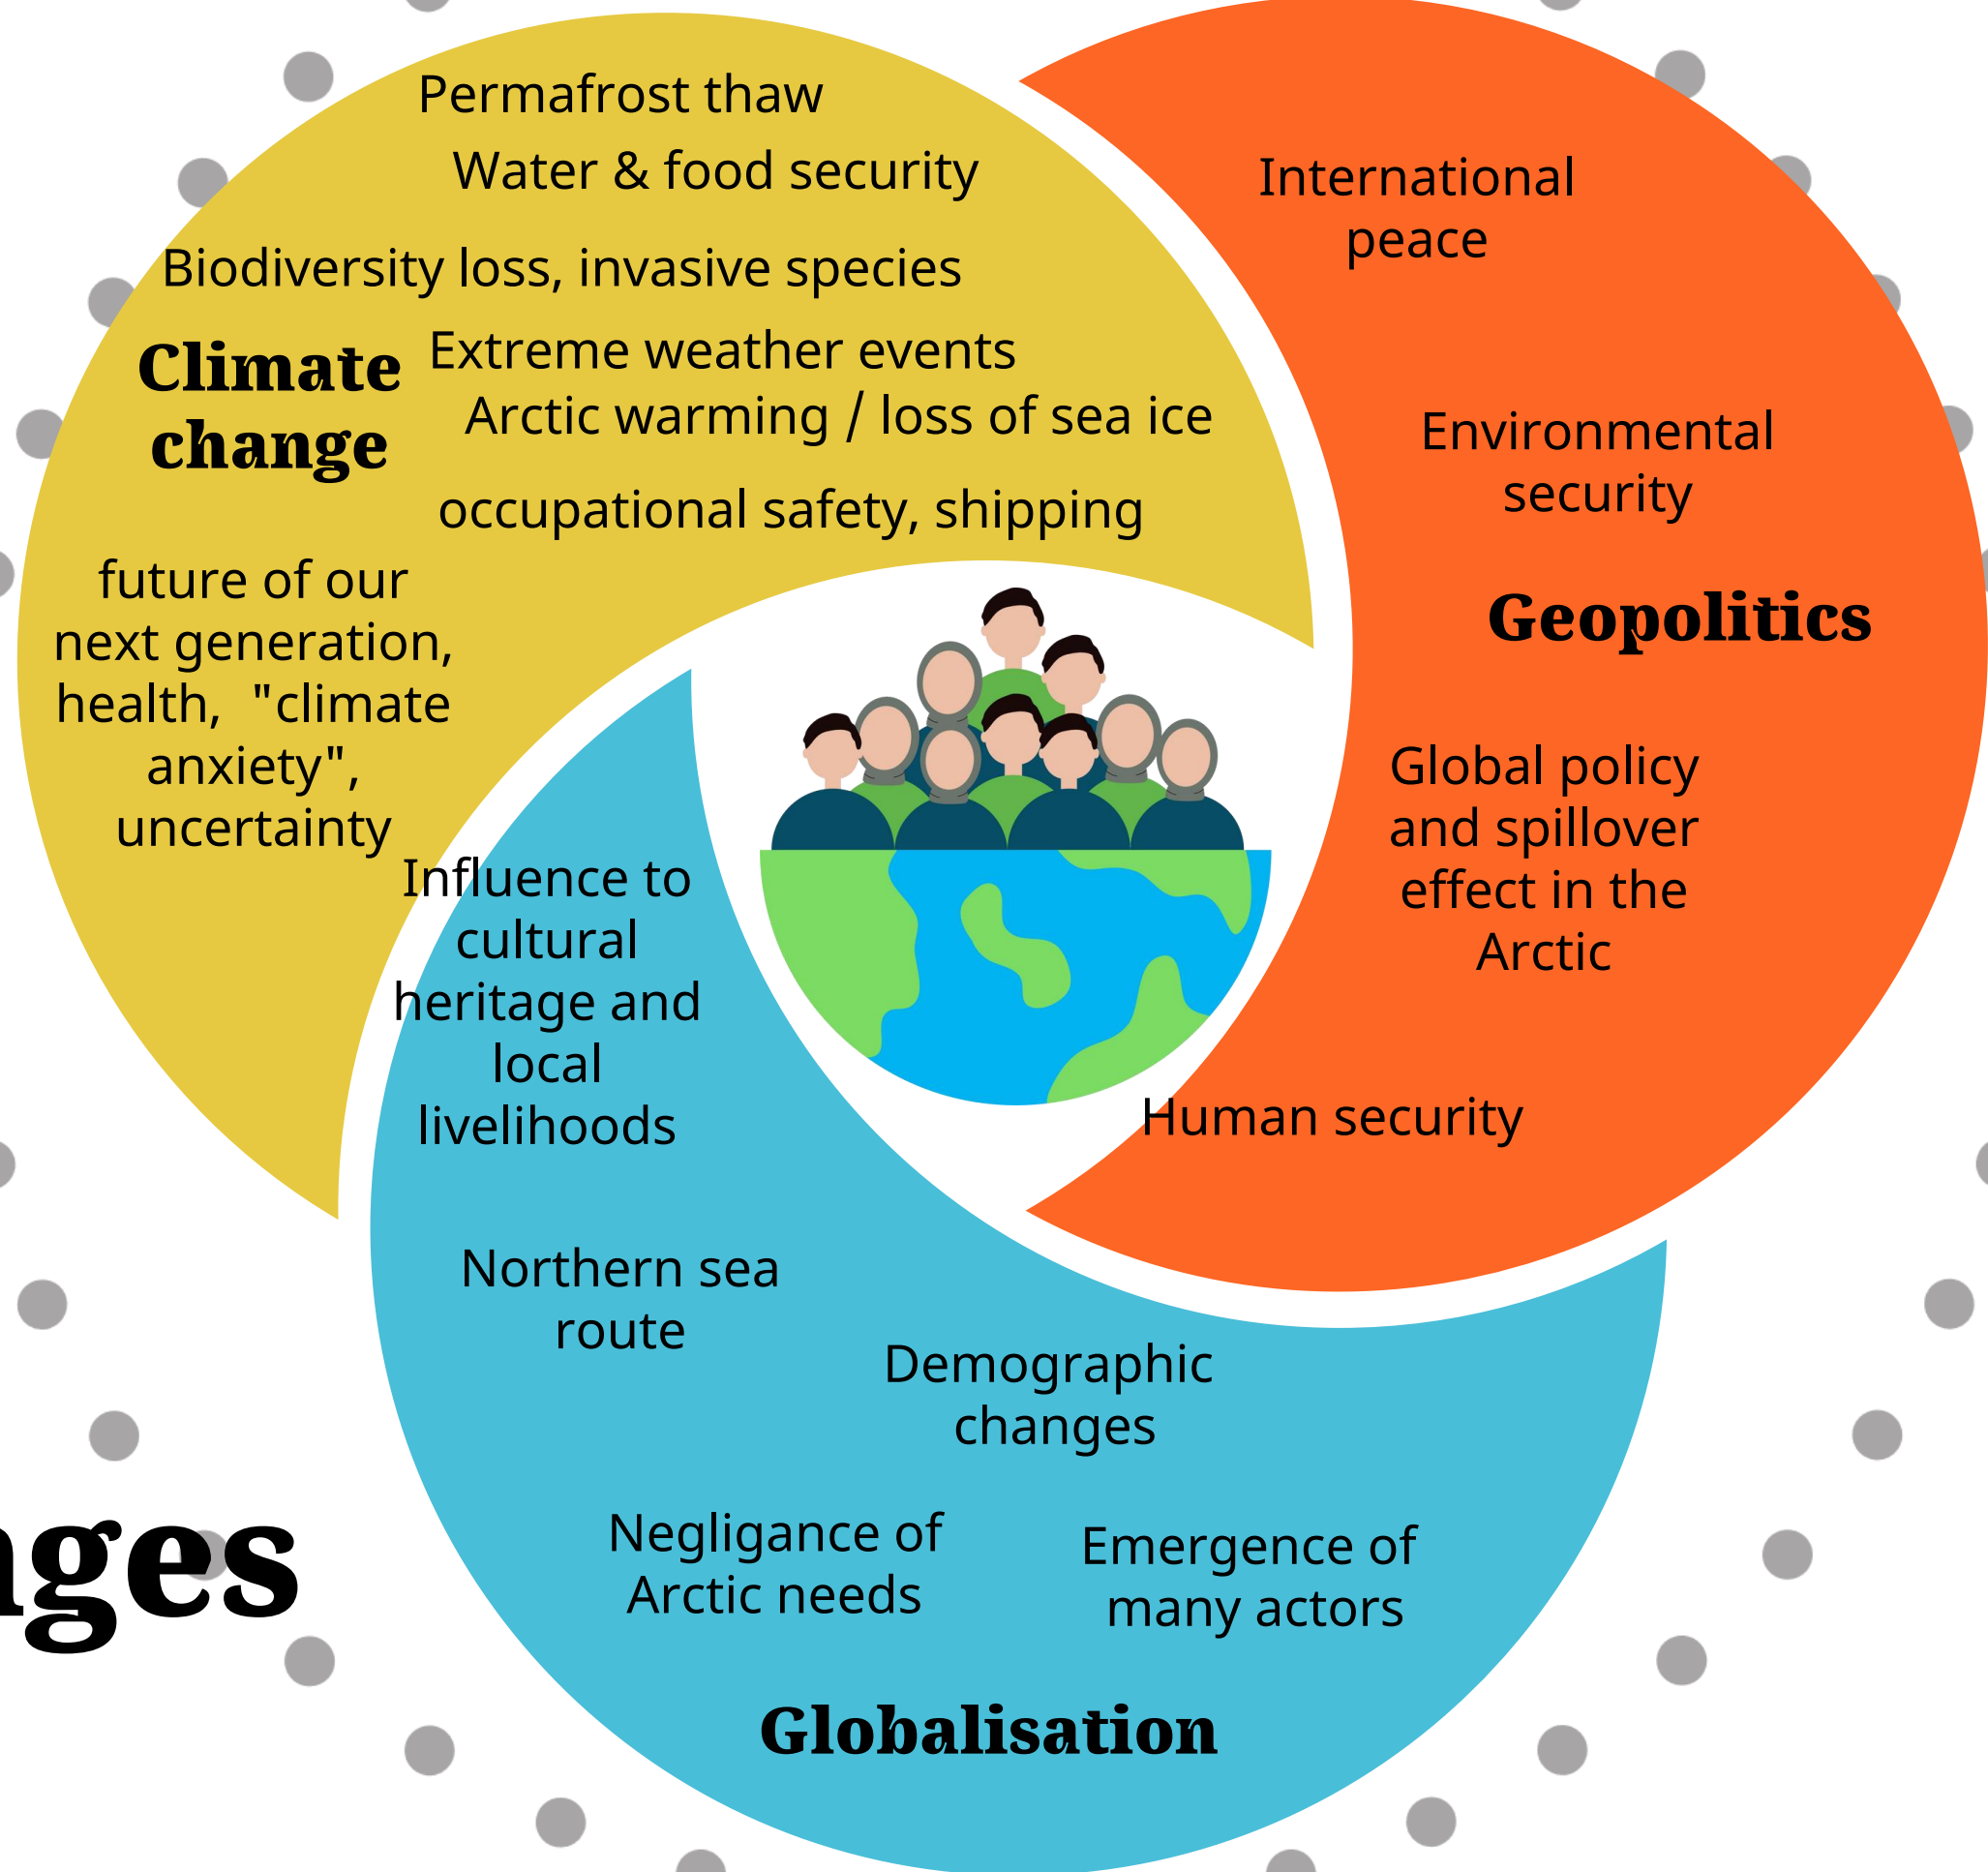 Permafrost thaw
Water & food security
Biodiversity loss, invasive species
Climate
change
Extreme weather events
Arctic warming / loss of sea ice
occupational safety, shipping
future of our
next generation,
health,  "climate
anxiety",
uncertainty
International
peace
Environmental
security
Geopolitics
Global policy
and spillover
effect in the
Arctic
Human security
Influence to
cultural
heritage and
local
livelihoods
Northern sea
route
Demographic
changes
Negligance of
Arctic needs
Emergence of
many actors
Globalisation